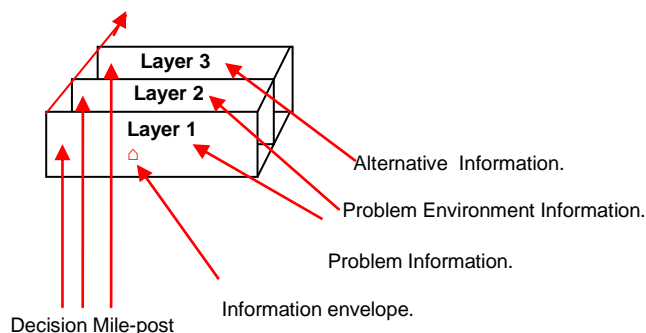 Layer 3
Layer 2
Layer 1
Alternative Information.
Problem Environment Information.
Problem Information.
Information envelope.
Decision Mile-post